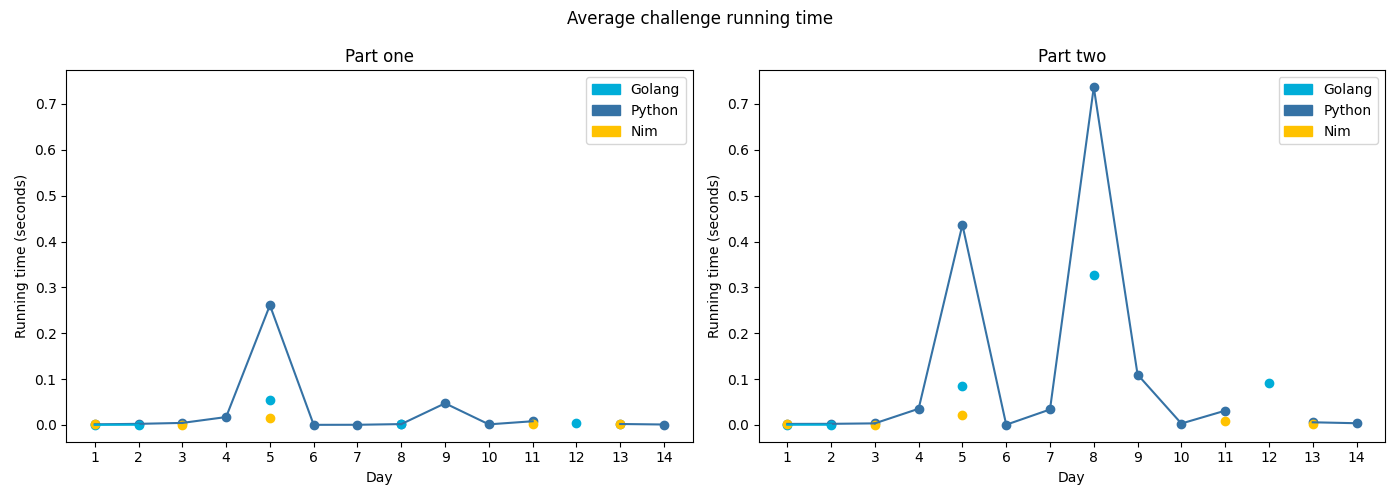 Average challenge running time
Part one
Golang
Python
Nim
0.7
0.6
0.5
0.4
0.3
0.2
0.1
0.0
Running time (seconds)
1 2 3 4 5 6 7 8 9 10 11 12 13 14
Day
Part two
Golang
Python
Nim
0.7
0.6
0.5
0.4
0.3
0.2
0.1
0.0
Running time (seconds)
1 2 3 4 5 6 7 8 9 10 11 12 13 14
Day